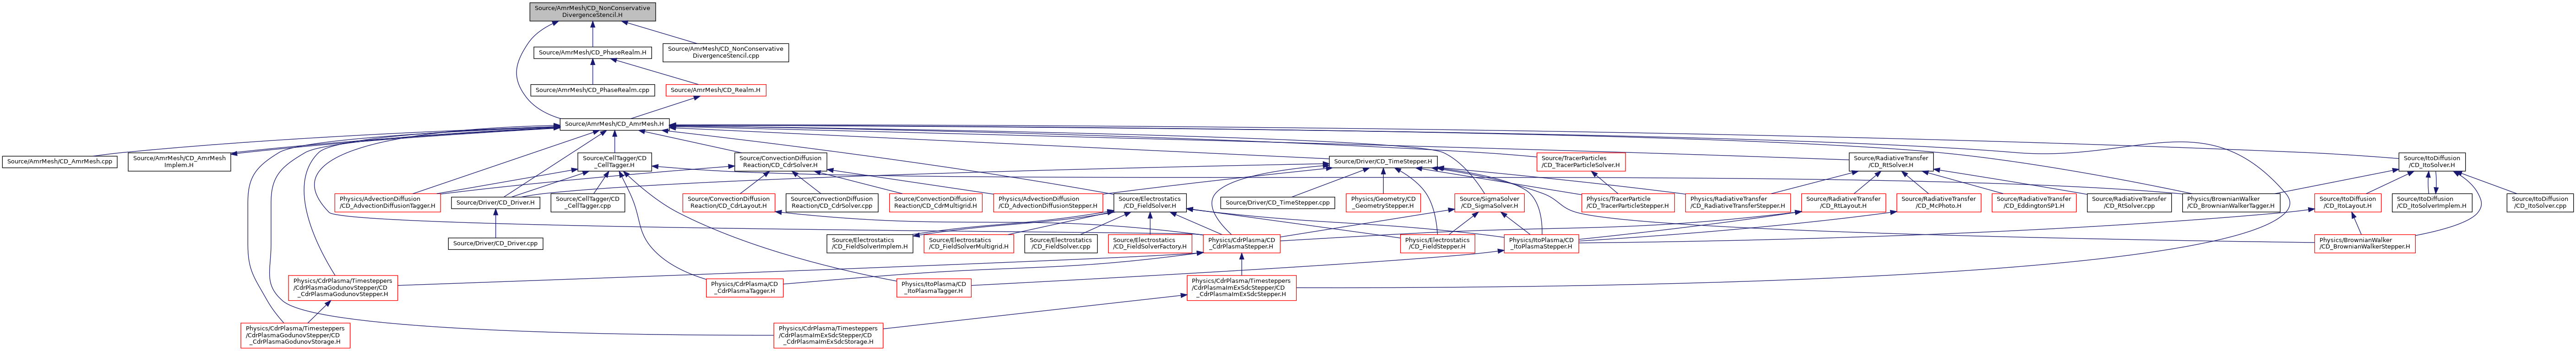 Source/AmrMesh/CD_NonConservative
DivergenceStencil.H
Source/AmrMesh/CD_PhaseRealm.H
Source/AmrMesh/CD_NonConservative
DivergenceStencil.cpp
Source/AmrMesh/CD_PhaseRealm.cpp
Source/AmrMesh/CD_Realm.H
Source/AmrMesh/CD_AmrMesh.H
Source/AmrMesh/CD_AmrMesh.cpp
Source/AmrMesh/CD_AmrMesh
Implem.H
Source/CellTagger/CD
_CellTagger.H
Source/ConvectionDiffusion
Reaction/CD_CdrSolver.H
Source/Driver/CD_TimeStepper.H
Source/TracerParticles
/CD_TracerParticleSolver.H
Source/RadiativeTransfer
/CD_RtSolver.H
Source/ItoDiffusion
/CD_ItoSolver.H
Physics/AdvectionDiffusion
/CD_AdvectionDiffusionTagger.H
Source/Driver/CD_Driver.H
Source/CellTagger/CD
_CellTagger.cpp
Source/ConvectionDiffusion
Reaction/CD_CdrLayout.H
Source/ConvectionDiffusion
Reaction/CD_CdrSolver.cpp
Source/ConvectionDiffusion
Reaction/CD_CdrMultigrid.H
Physics/AdvectionDiffusion
/CD_AdvectionDiffusionStepper.H
Source/Electrostatics
/CD_FieldSolver.H
Source/Driver/CD_TimeStepper.cpp
Physics/Geometry/CD
_GeometryStepper.H
Source/SigmaSolver
/CD_SigmaSolver.H
Physics/TracerParticle
/CD_TracerParticleStepper.H
Physics/RadiativeTransfer
/CD_RadiativeTransferStepper.H
Source/RadiativeTransfer
/CD_RtLayout.H
Source/RadiativeTransfer
/CD_McPhoto.H
Source/RadiativeTransfer
/CD_EddingtonSP1.H
Source/RadiativeTransfer
/CD_RtSolver.cpp
Physics/BrownianWalker
/CD_BrownianWalkerTagger.H
Source/ItoDiffusion
/CD_ItoLayout.H
Source/ItoDiffusion
/CD_ItoSolverImplem.H
Source/ItoDiffusion
/CD_ItoSolver.cpp
Source/Driver/CD_Driver.cpp
Source/Electrostatics
/CD_FieldSolverImplem.H
Source/Electrostatics
/CD_FieldSolverMultigrid.H
Source/Electrostatics
/CD_FieldSolver.cpp
Source/Electrostatics
/CD_FieldSolverFactory.H
Physics/CdrPlasma/CD
_CdrPlasmaStepper.H
Physics/Electrostatics
/CD_FieldStepper.H
Physics/ItoPlasma/CD
_ItoPlasmaStepper.H
Physics/BrownianWalker
/CD_BrownianWalkerStepper.H
Physics/CdrPlasma/Timesteppers
/CdrPlasmaGodunovStepper/CD
_CdrPlasmaGodunovStepper.H
Physics/CdrPlasma/CD
_CdrPlasmaTagger.H
Physics/ItoPlasma/CD
_ItoPlasmaTagger.H
Physics/CdrPlasma/Timesteppers
/CdrPlasmaImExSdcStepper/CD
_CdrPlasmaImExSdcStepper.H
Physics/CdrPlasma/Timesteppers
/CdrPlasmaGodunovStepper/CD
_CdrPlasmaGodunovStorage.H
Physics/CdrPlasma/Timesteppers
/CdrPlasmaImExSdcStepper/CD
_CdrPlasmaImExSdcStorage.H